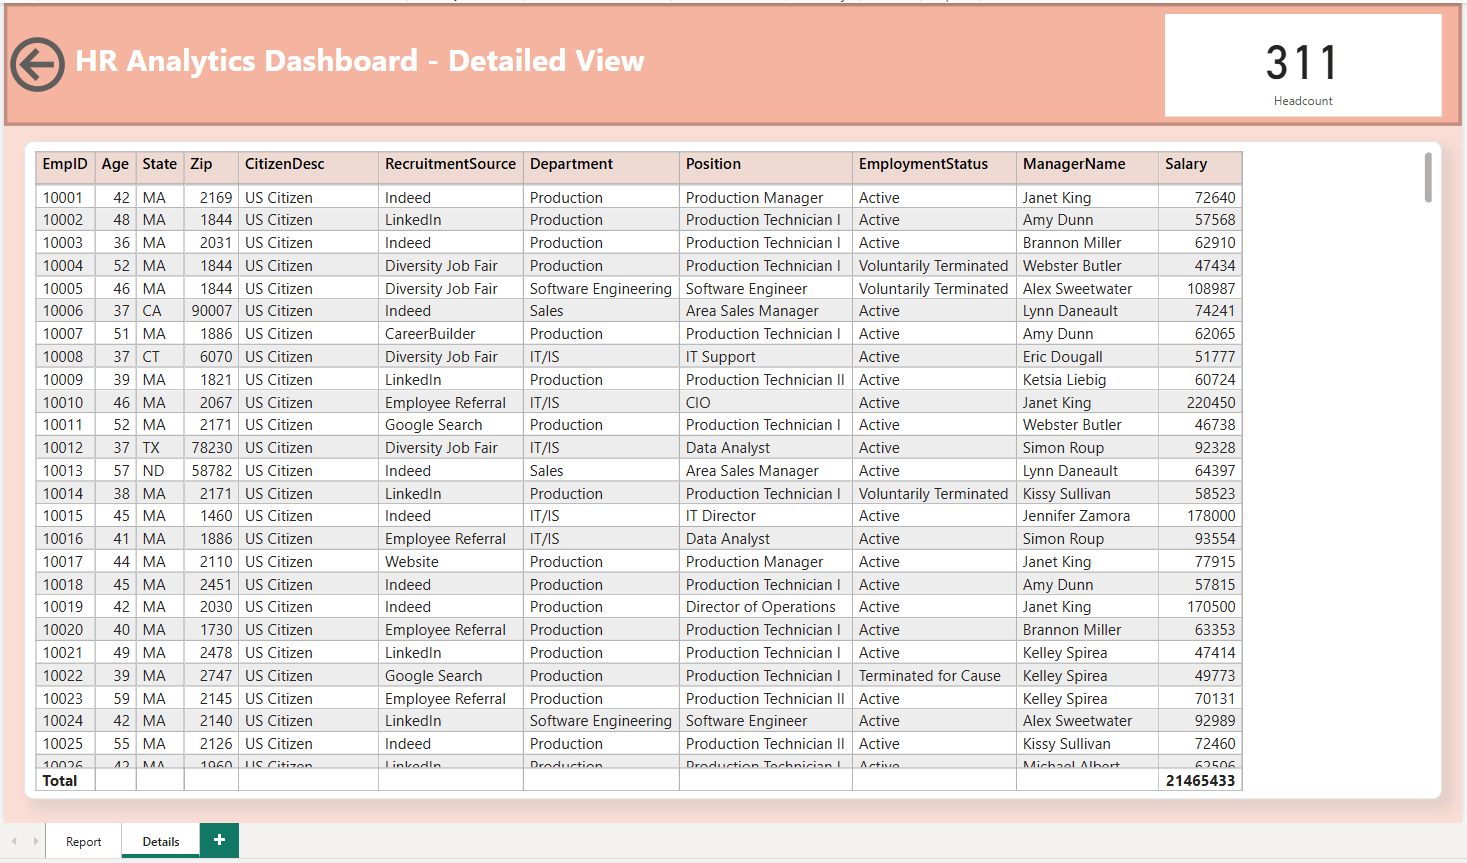 HR Analytics Dashboard - Detailed View
311
Headcount
EmpID Age State Zip CitizenDesc RecruitmentSource Department Position EmploymentStatus ManagerName Salary
10001 42 MA 2169 US Citizen Indeed Production Production Manager Active Janet King 72640
10002 48 MA 1844 US Citizen LinkedIn Production Production Technician I Active Amy Dunn 57568
10003 36 MA 2031 US Citizen Indeed Production Production Technician I Active Brannon Miller 62910
10004 52 MA 1844 US Citizen Diversity Job Fair Production Production Technician I Voluntarily Terminated Webster Butler 47434
10005 46 MA 1844 US Citizen Diversity Job Fair Software Engineering Software Engineer Voluntarily Terminated Alex Sweetwater 108987
10006 37 CA 90007 US Citizen Indeed Sales Area Sales Manager Active Lynn Daneault 74241
10007 51 MA 1886 US Citizen CareerBuilder Production Production Technician I Active Amy Dunn 62065
10008 37 CT 6070 US Citizen Diversity Job Fair IT/IS IT Support Active Eric Dougall 51777
10009 39 MA 1821 US Citizen LinkedIn Production Production Technician II Active Ketsia Liebig 60724
10010 46 MA 2067 US Citizen Employee Referral IT/IS CIO Active Janet King 220450
10011 52 MA 2171 US Citizen Google Search Production Production Technician I Active Webster Butler 46738
10012 37 TX 78230 US Citizen Diversity Job Fair IT/IS Data Analyst Active Simon Roup 92328
10013 57 ND 58782 US Citizen Indeed Sales Area Sales Manager Active Lynn Daneault 64397
10014 38 MA 2171 US Citizen LinkedIn Production Production Technician I Voluntarily Terminated Kissy Sullivan 58523
10015 45 MA 1460 US Citizen Indeed IT/IS IT Director Active Jennifer Zamora 178000
10016 41 MA 1886 US Citizen Employee Referral IT/IS Data Analyst Active Simon Roup 93554
10017 44 MA 2110 US Citizen Website Production Production Manager Active Janet King 77915
10018 45 MA 2451 US Citizen Indeed Production Production Technician I Active Amy Dunn 57815
10019 42 MA 2030 US Citizen Indeed Production Director of Operations Active Janet King 170500
10020 40 MA 1730 US Citizen Employee Referral Production Production Technician I Active Brannon Miller 63353
10021 49 MA 2478 US Citizen LinkedIn Production Production Technician I Active Kelley Spirea 47414
10022 39 MA 2747 US Citizen Google Search Production Production Technician I Terminated for Cause Kelley Spirea 49773
10023 59 MA 2145 US Citizen Employee Referral Production Production Technician II Active Kelley Spirea 70131
10024 42 MA 2140 US Citizen LinkedIn Software Engineering Software Engineer Active Alex Sweetwater 92989
10025 55 MA 2126 US Citizen Indeed Production Production Technician II Active Kissy Sullivan 72460
10026 42 MA 1960 US Citizen LinkedIn Production Production Technician I Active Michael Albert 62506
Total 21465433
Report Details +